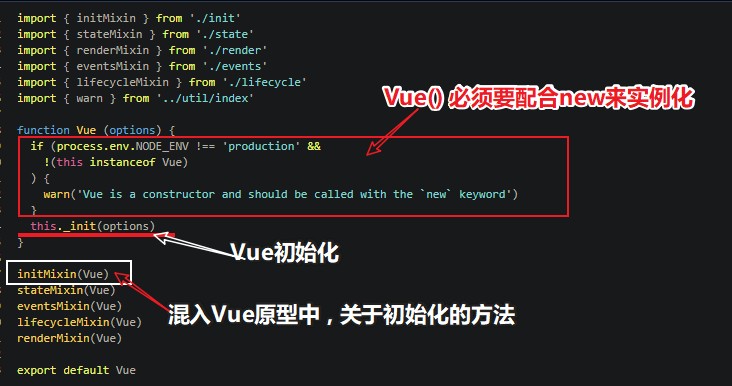 import { initMixin } from './init'
import { stateMixin } from './state'
import { renderMixin } from './render'
import { eventsMixin } from './events'
import { lifecycleMixin } from './lifecycle'
import { warn } from '../util/index'
Vue() 必须要配合new来实例化
function Vue (options) {
if (process.env.NODE_ENV !== 'production' &&
!(this instanceof Vue)
) {
warn('Vue is a constructor and should be called with the `new` keyword')
}
this._init(options)
}
Vue初始化
initMixin(Vue)
stateMixin(Vue)
eventsMixin(Vue)
lifecycleMixin(Vue)
renderMixin(Vue)
混入Vue原型中，关于初始化的方法
export default Vue